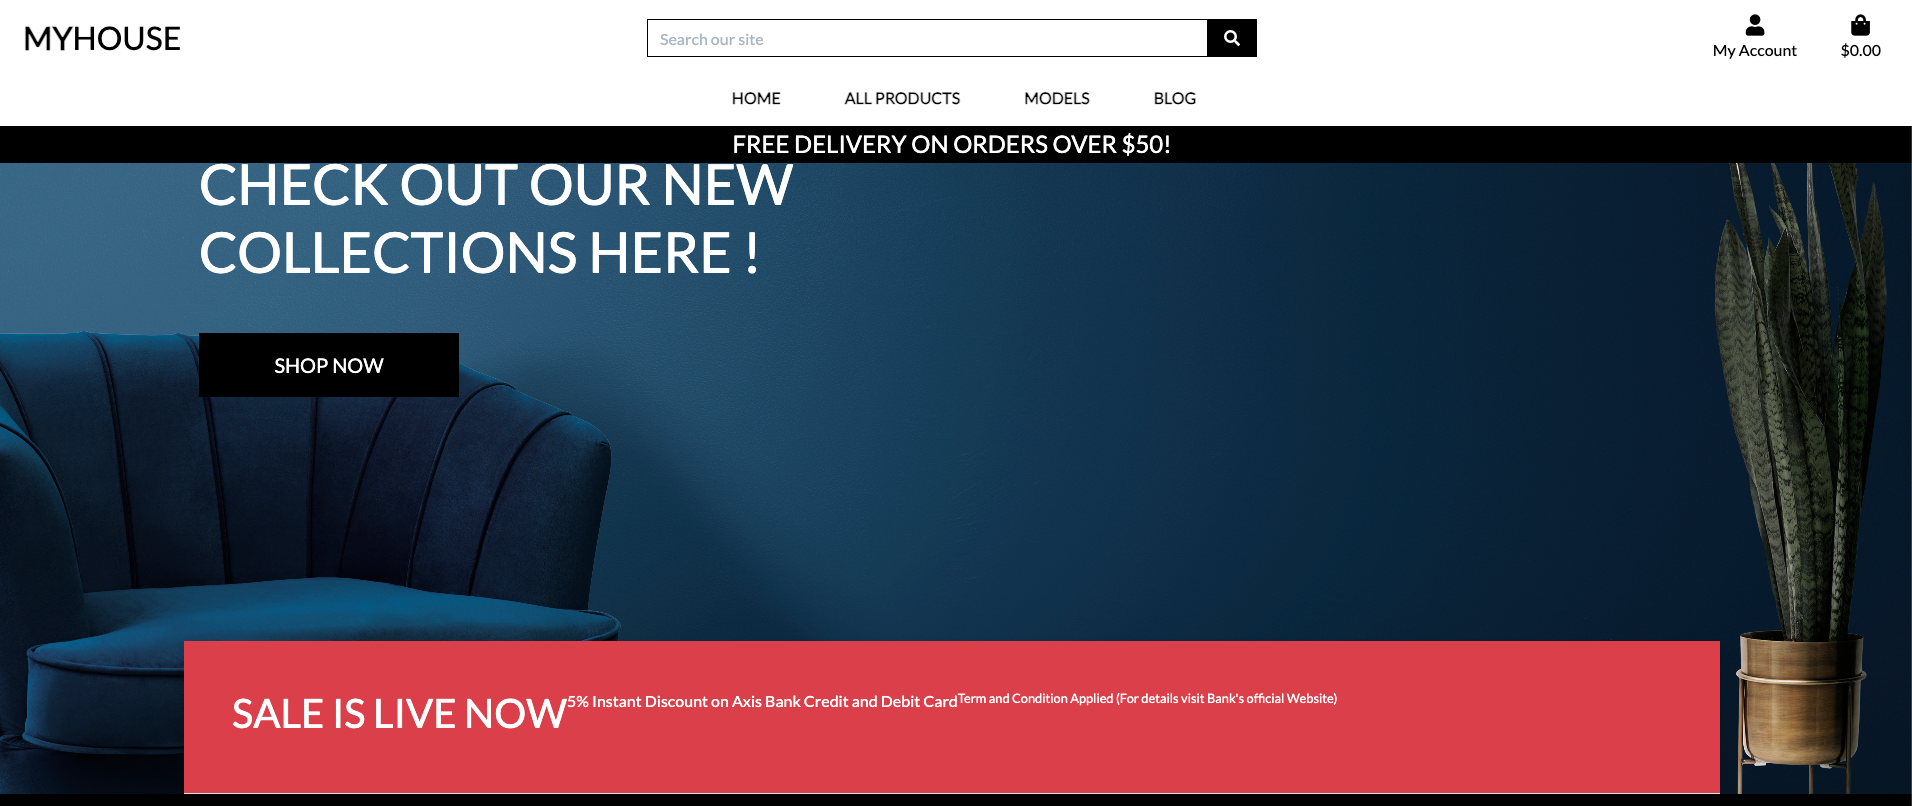 MYHOUSE
Search our site
My Account
$0.00
HOME
ALL PRODUCTS
MODELS
BLOG
FREE DELIVERY ON ORDERS OVER $50!
CHECK OUT OUR NEW
COLLECTIONS HERE !
SHOP NOW
SALE IS LIVE NOW
5% Instant Discount on Axis Bank Credit and Debit Card
Term and Condition Applied (For details visit Bank's official Website)